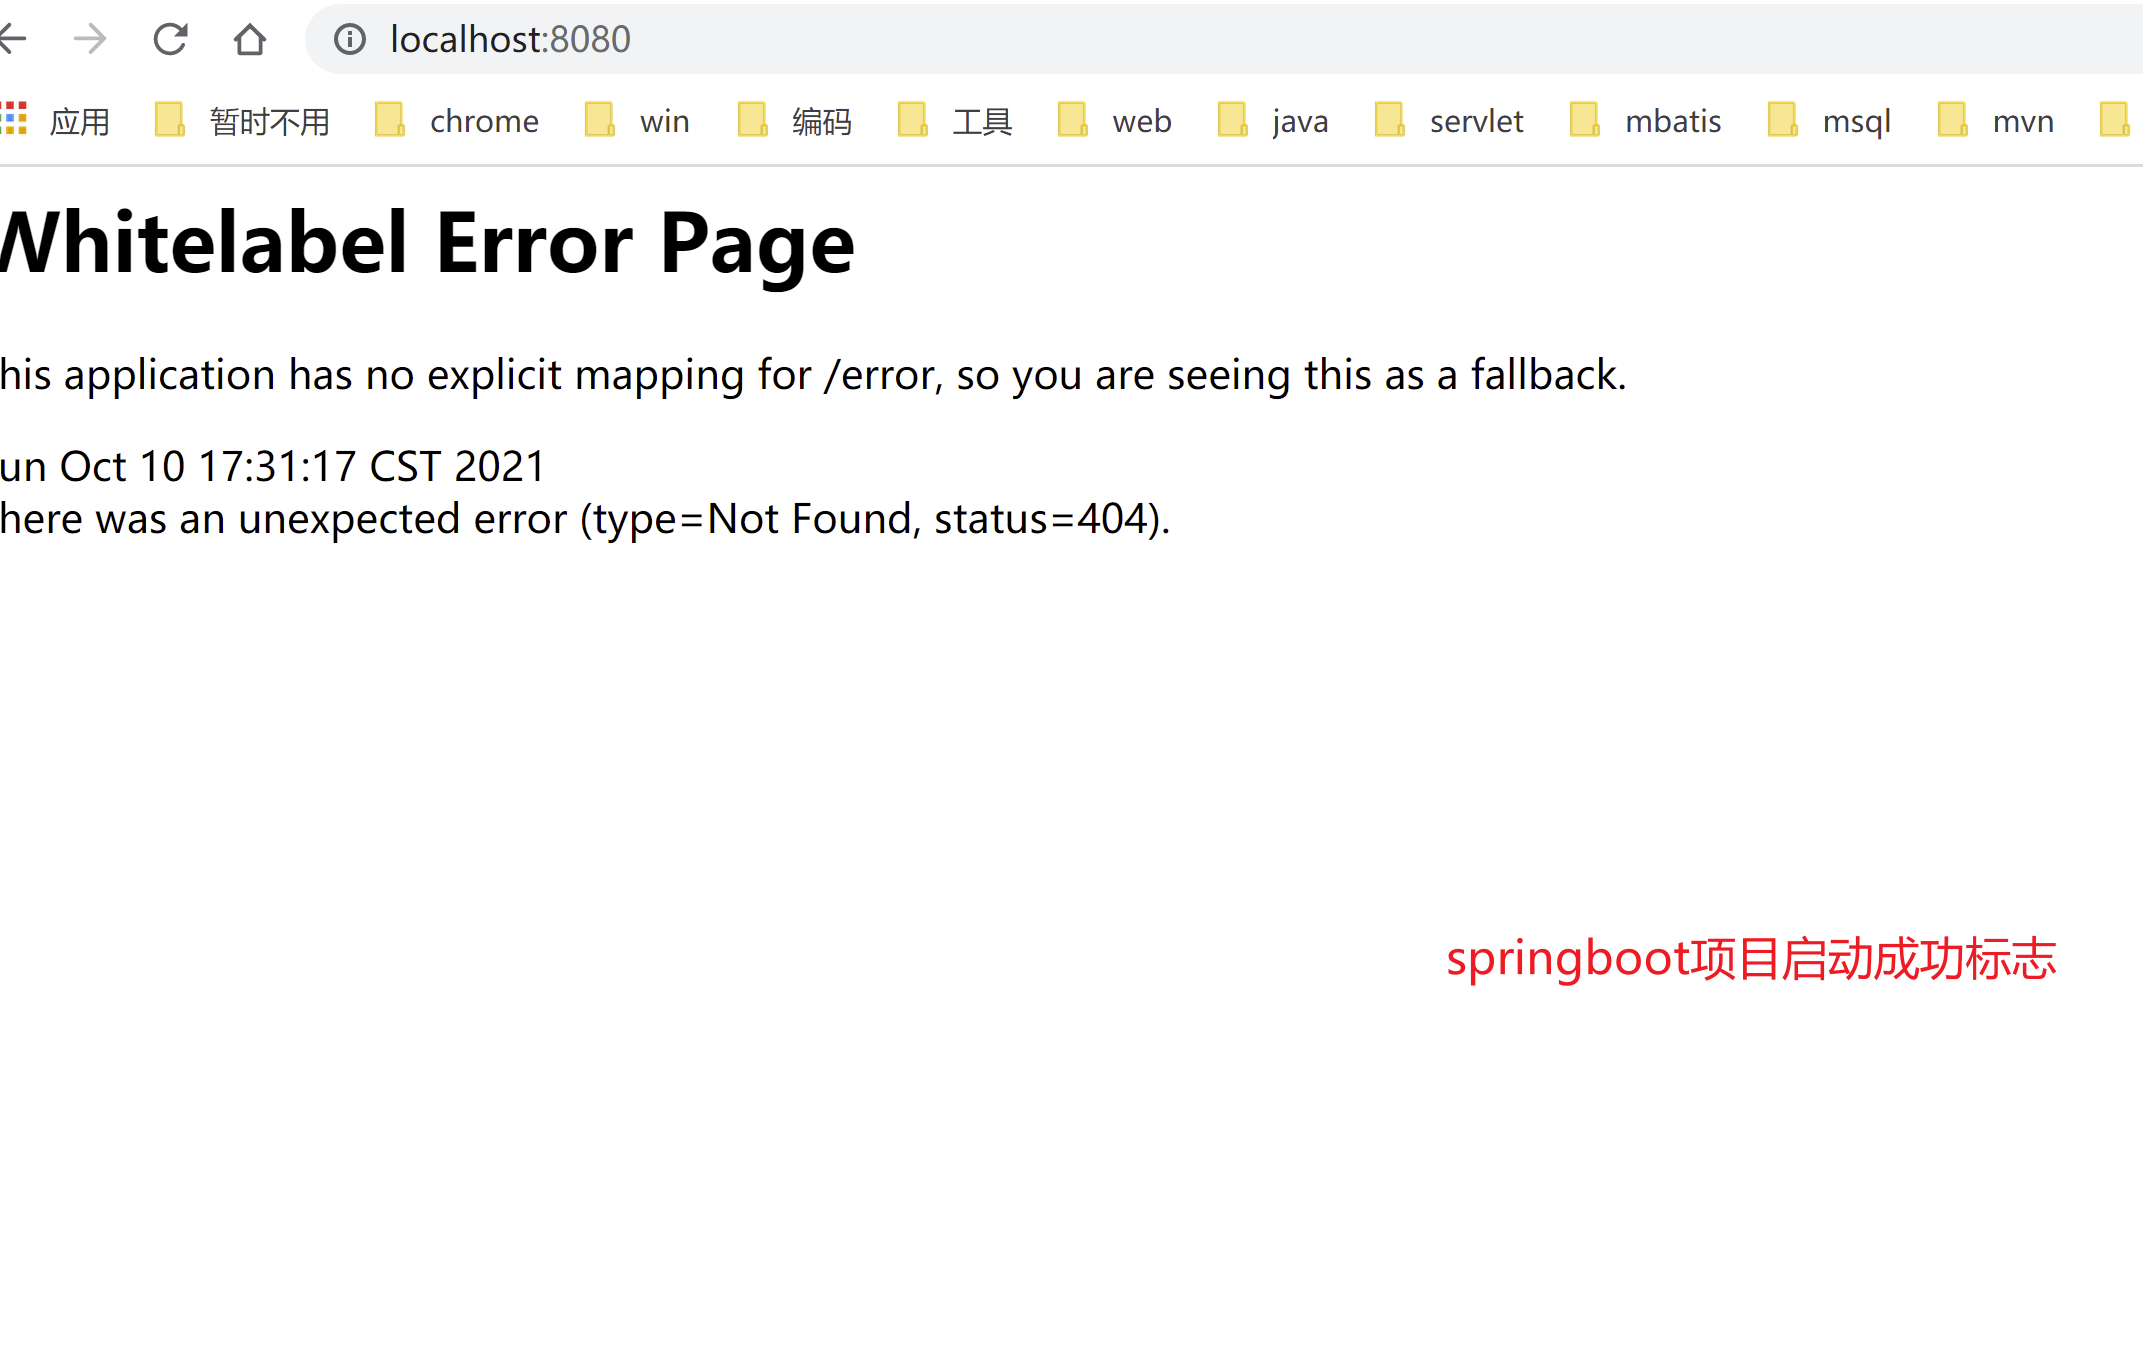 localhost:8080
应用 暂时不用 chrome win 编码 工具 web java servlet mbatis msql mvn
Whitelabel Error Page
his application has no explicit mapping for /error, so you are seeing this as a fallback.
un Oct 10 17:31:17 CST 2021
here was an unexpected error (type=Not Found, status=404).
springboot项目启动成功标志